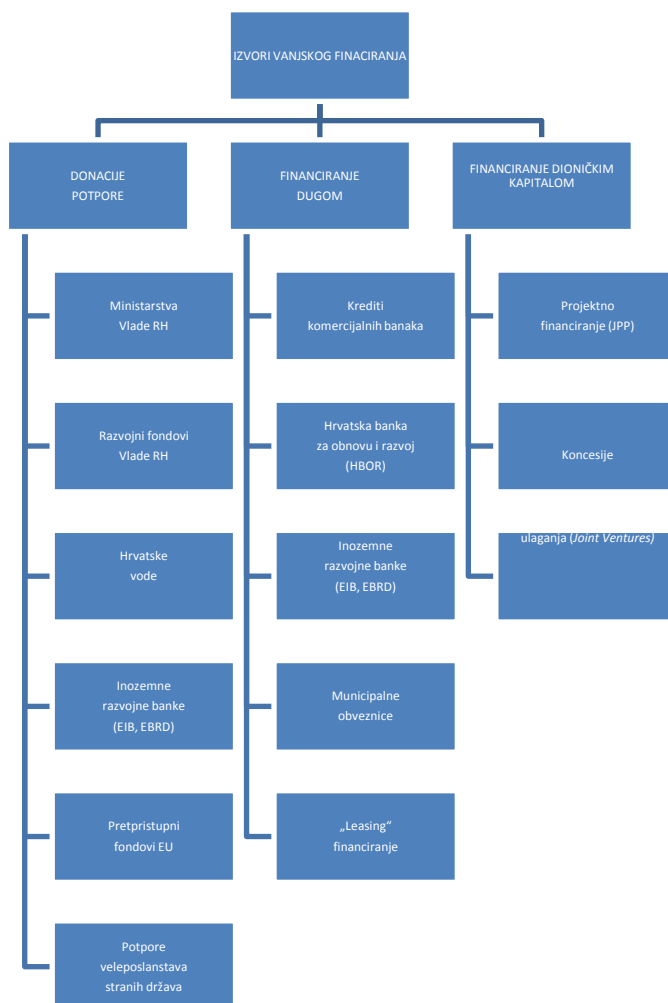 IZVORI VANJSKOG FINACIRANJA
DONACIJE
POTPORE
Ministarstva
Vlade RH
Razvojni fondovi
Vlade RH
Hrvatske
vode
Inozemne
razvojne banke
(EIB, EBRD)
Pretpristupni
fondovi EU
Potpore
veleposlanstava
stranih država
FINANCIRANJE
DUGOM
Krediti
komercijalnih banaka
Hrvatska banka
za obnovu i razvoj
(HBOR)
Inozemne
razvojne banke
(EIB, EBRD)
Municipalne
obveznice
„Leasing“
financiranje
FINANCIRANJE DIONIČKIM
KAPITALOM
Projektno
financiranje (JPP)
Koncesije
ulaganja (Joint Ventures)